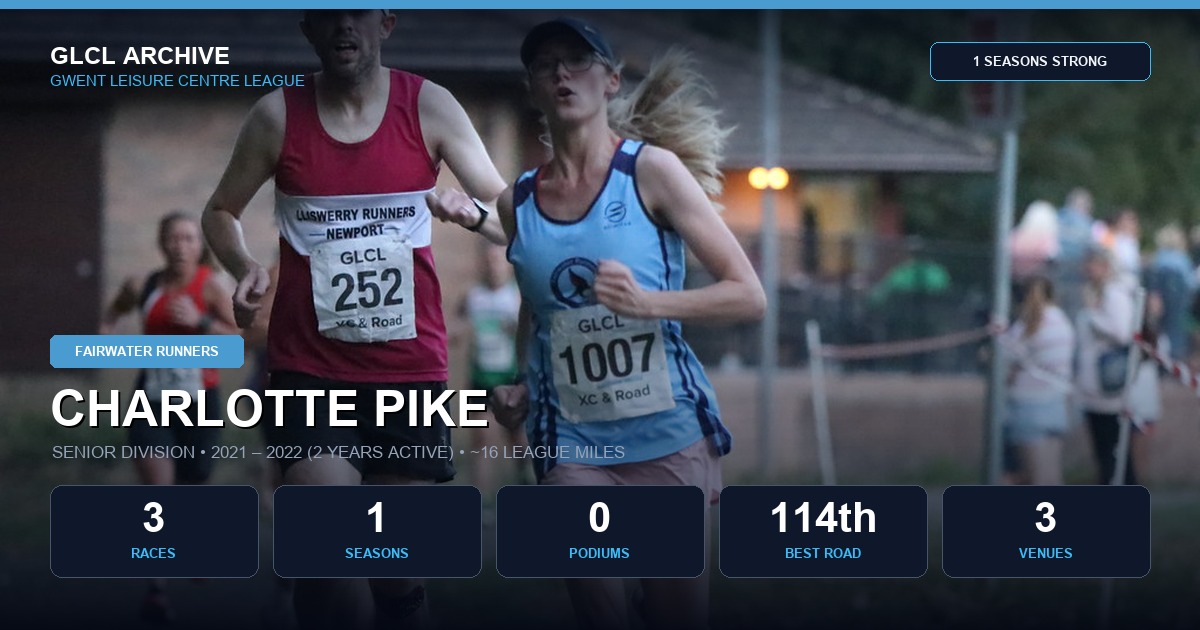 GLCL ARCHIVE
GWENT LEISURE CENTRE LEAGUE
1 SEASONS STRONG
LLISWERRY RUNNERS
NEWPORT
GLCL
252
XC & Road
GLCL
1007
XC & Road
FAIRWATER RUNNERS
CHARLOTTE PIKE
SENIOR DIVISION • 2021 – 2022 (2 YEARS ACTIVE) • ~16 LEAGUE MILES
3
RACES
1
SEASONS
0
PODIUMS
114th
BEST ROAD
3
VENUES